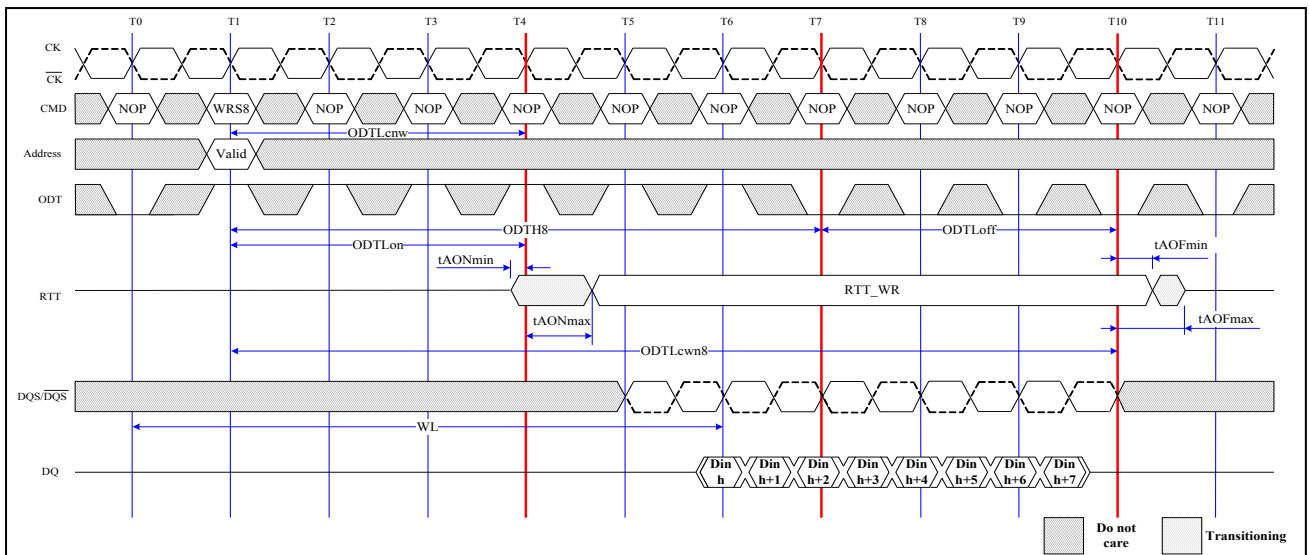 T0 T1 T2 T3 T4 T5 T6 T7 T8 T9 T10 T11
CK
CK
CMD NOP WRS8 NOP NOP NOP NOP NOP NOP NOP NOP NOP NOP
ODTLcnw
Address Valid
ODT
ODTH8 ODTLoff
ODTLon
tAONmin tAOFmin
RTT RTT_WR
tAONmax tAOFmax
ODTLcwn8
DQS/DQS
WL
DQ Din h Din h+1 Din h+2 Din h+3 Din h+4 Din h+5 Din h+6 Din h+7
Do not care Transitioning